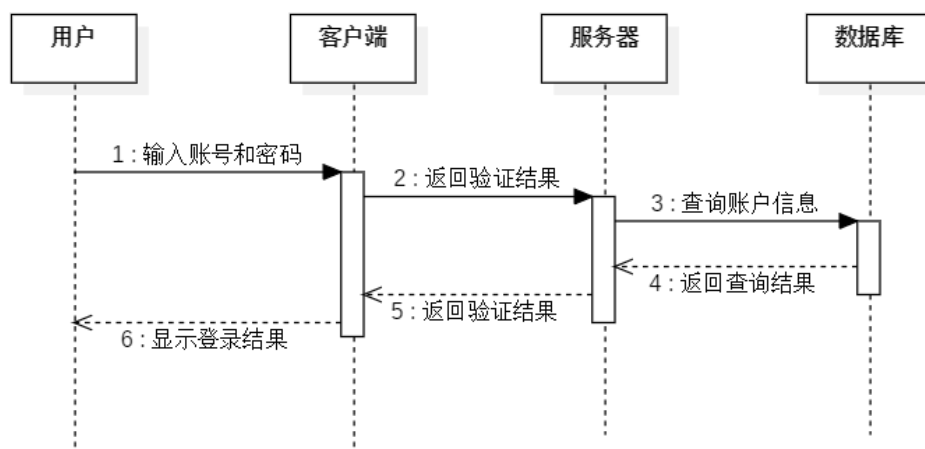 用户
客户端
服务器
数据库
1 : 输入账号和密码
2 : 返回验证结果
3 : 查询账户信息
4 : 返回查询结果
5 : 返回验证结果
6 : 显示登录结果